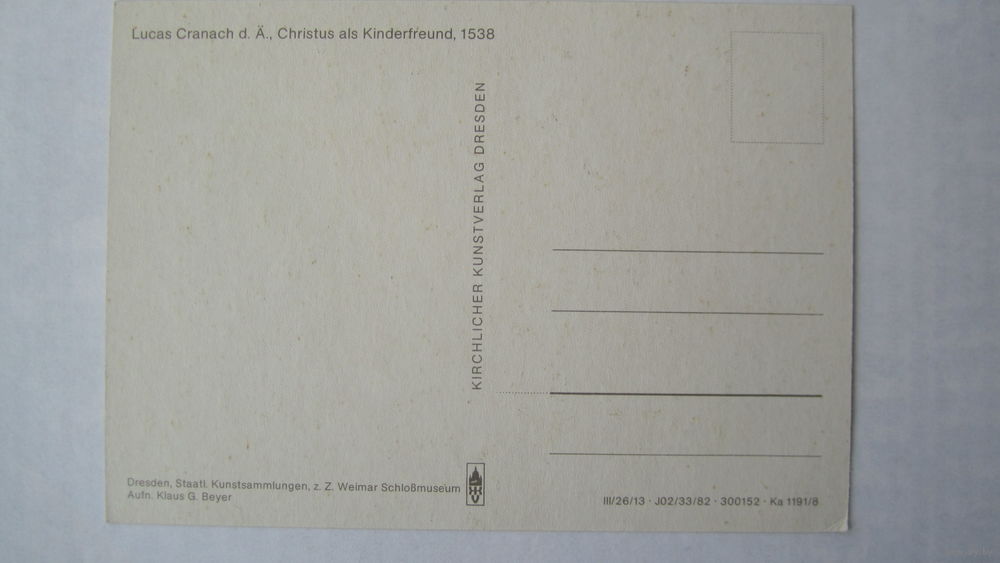 Lucas Cranach d. Ä., Christus als Kinderfreund, 1538
KIRCHLICHER KUNSTVERLAG DRESDEN
Dresden, Staatl. Kunstsammlungen, z. Z. Weimar Schloßmuseum
Aufn. Klaus G. Beyer
III/26/13 · J02/33/82 · 300152 · Ka 1191/8